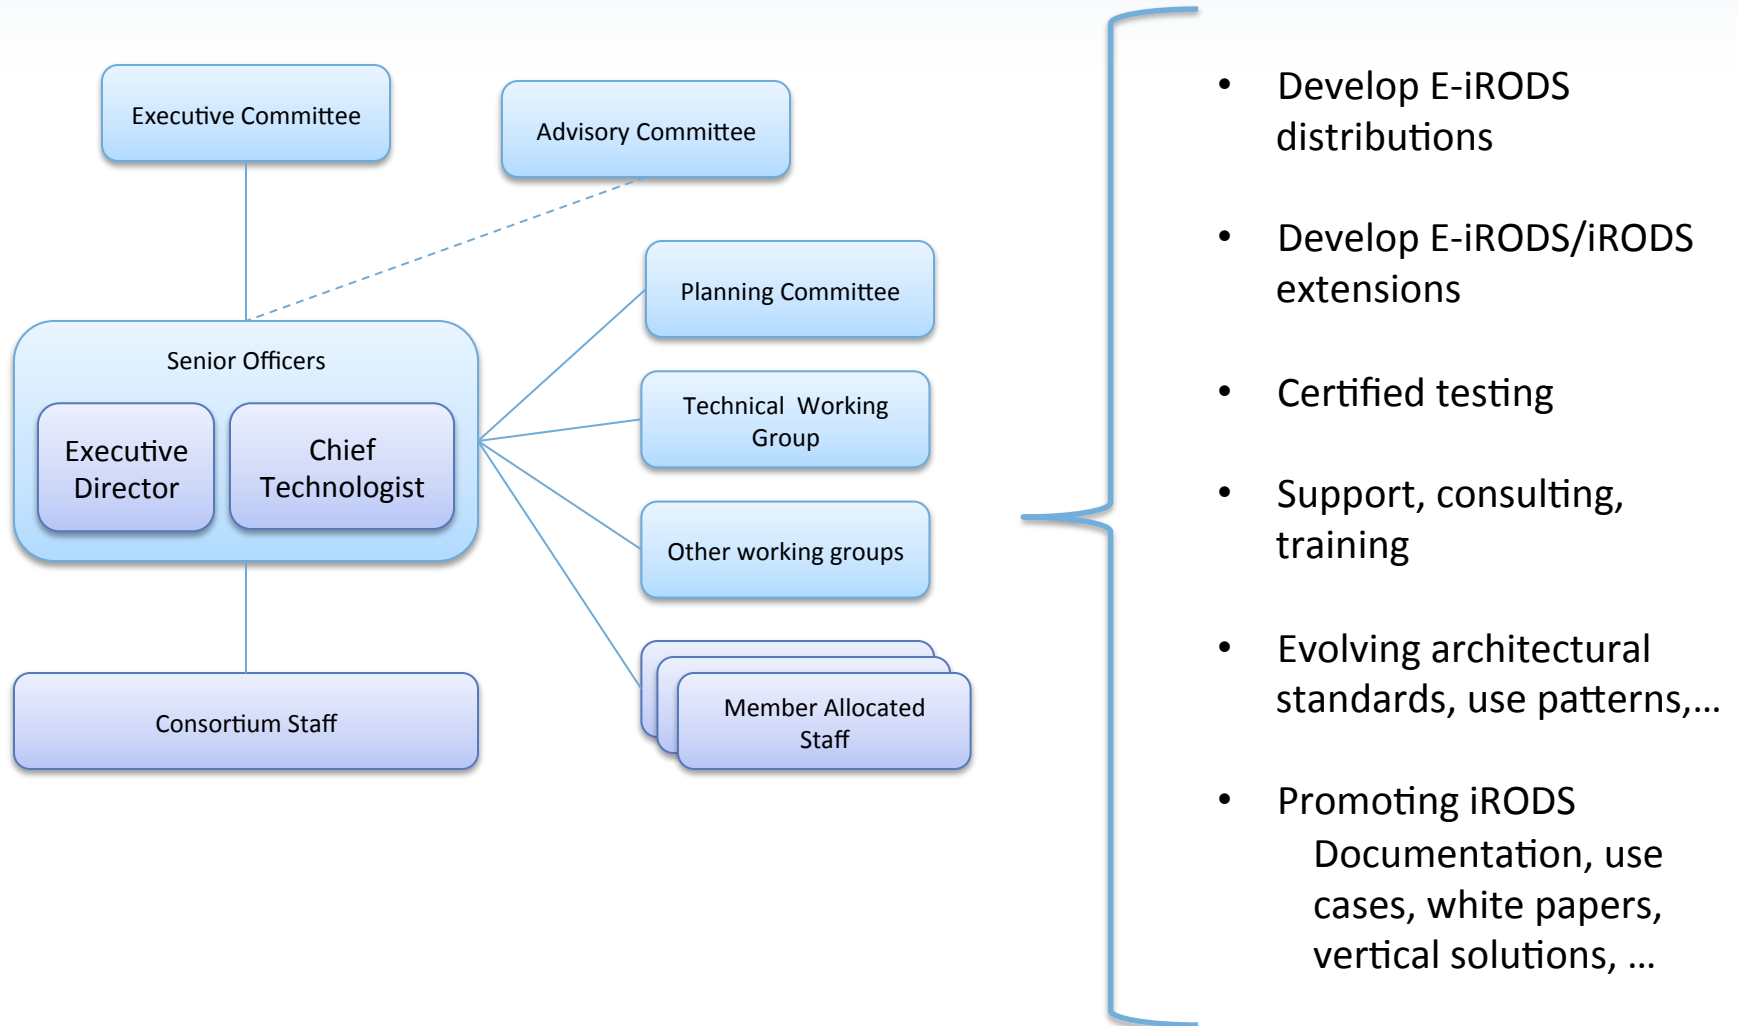 Executive Committee
Advisory Committee
Planning Committee
Senior Officers
Executive
Director
Chief
Technologist
Technical  Working
Group
Other working groups
Consortium Staff
Member Allocated
Staff
• Develop E-iRODS
distributions
• Develop E-iRODS/iRODS
extensions
• Certified testing
• Support, consulting,
training
• Evolving architectural
standards, use patterns,…
• Promoting iRODS
Documentation, use
cases, white papers,
vertical solutions, …